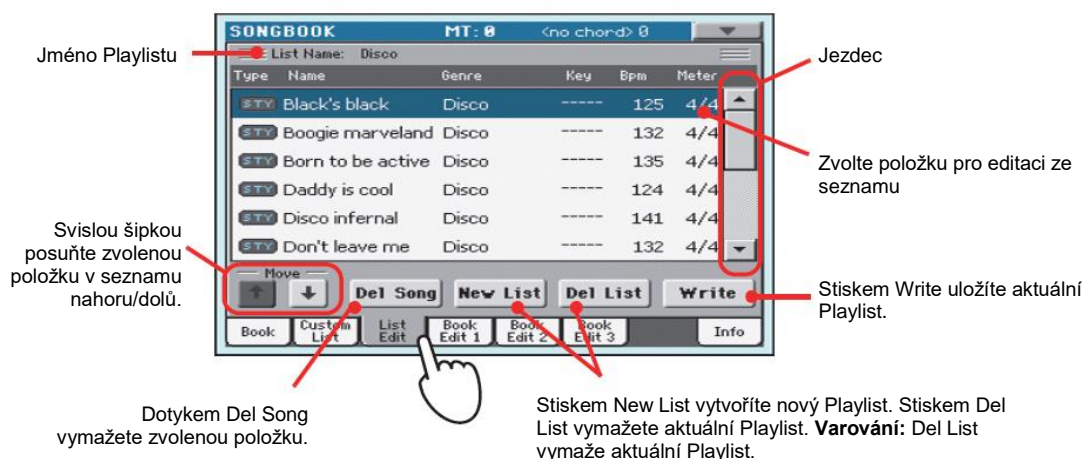 SONGBOOK MT: 0 <no chord> 0
List Name: Disco
Type Name Genre Key Bpm Meter
STY Black's black Disco ----- 125 4/4
STY Boogie marveland Disco ----- 132 4/4
STY Born to be active Disco ----- 135 4/4
STY Daddy is cool Disco ----- 124 4/4
STY Disco infernal Disco ----- 141 4/4
STY Don't leave me Disco ----- 132 4/4
Move
Del Song New List Del List Write
Book Custom List List Edit Book Edit 1 Book Edit 2 Book Edit 3 Info
Jméno Playlistu
Jezdec
Zvolte položku pro editaci ze
seznamu
Svislou šipkou
posuňte zvolenou
položku v seznamu
nahoru/dolů.
Stiskem Write uložíte aktuální
Playlist.
Dotykem Del Song
vymažete zvolenou položku.
Stiskem New List vytvoříte nový Playlist. Stiskem Del
List vymažete aktuální Playlist. Varování: Del List
vymaže aktuální Playlist.